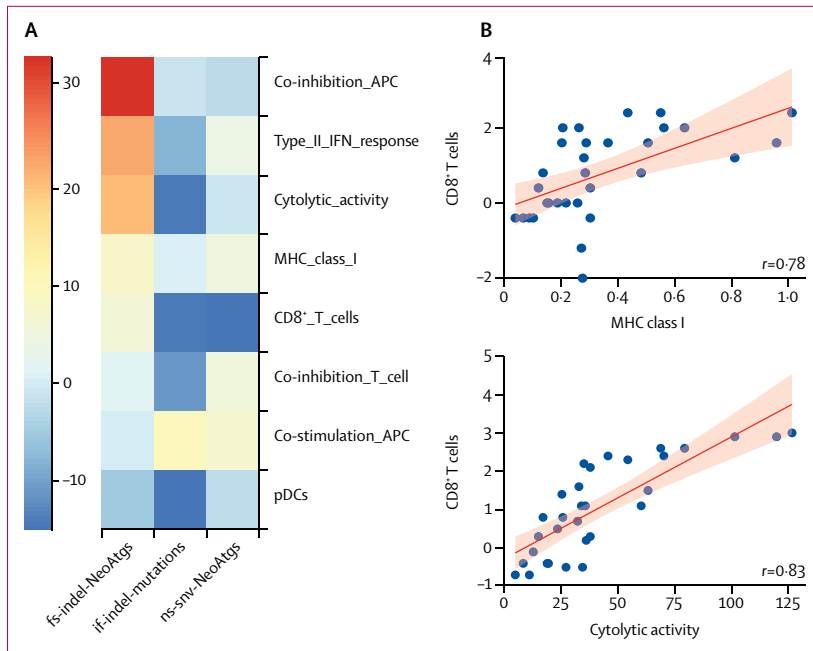 A
30
20
10
0
−10
Co-inhibition_APC
Type_II_IFN_response
Cytolytic_activity
MHC_class_I
CD8⁺_T_cells
Co-inhibition_T_cell
Co-stimulation_APC
pDCs
fs-indel-NeoAtgs
if-indel-mutations
ns-snv-NeoAtgs
B
CD8⁺ T cells
4
2
0
−2
0
0·2
0·4
0·6
0·8
1·0
r=0·78
MHC class I
CD8⁺ T cells
5
4
3
2
1
0
−1
0
25
50
75
100
125
r=0·83
Cytolytic activity